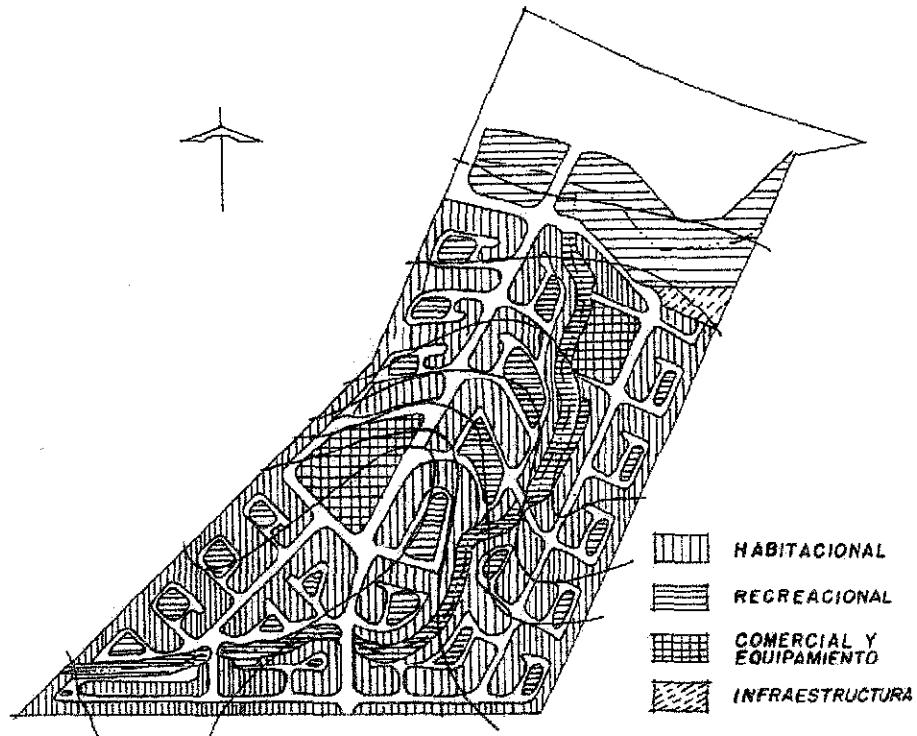 HABITACIONAL
RECREACIONAL
COMERCIAL Y
EQUIPAMIENTO
INFRAESTRUCTURA